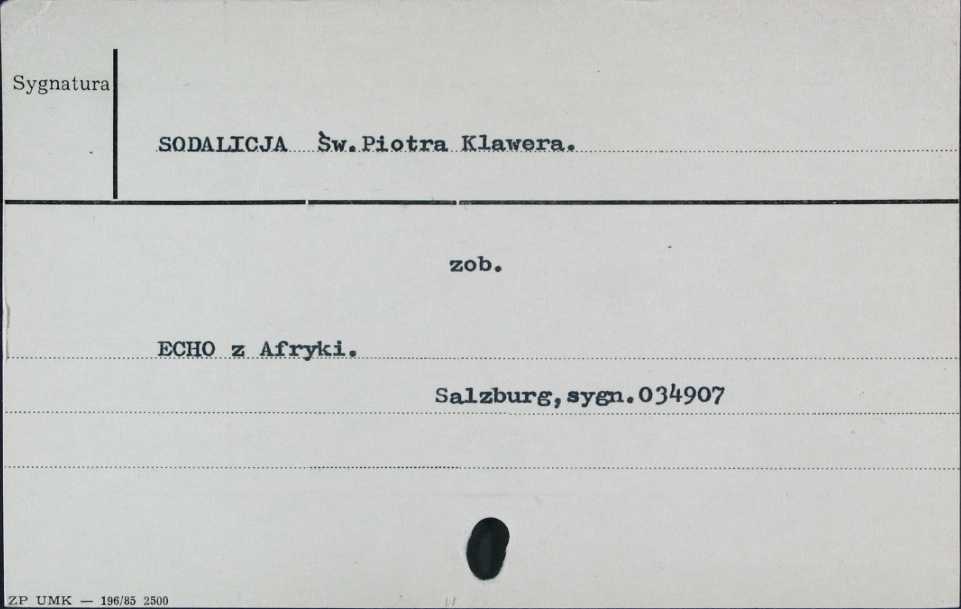 Sygnatura
SODALICJA Św.Piotra Klawera.
zob.
ECHO z Afryki.
Salzburg,sygn.034907
ZP UMK — 196/85 2500